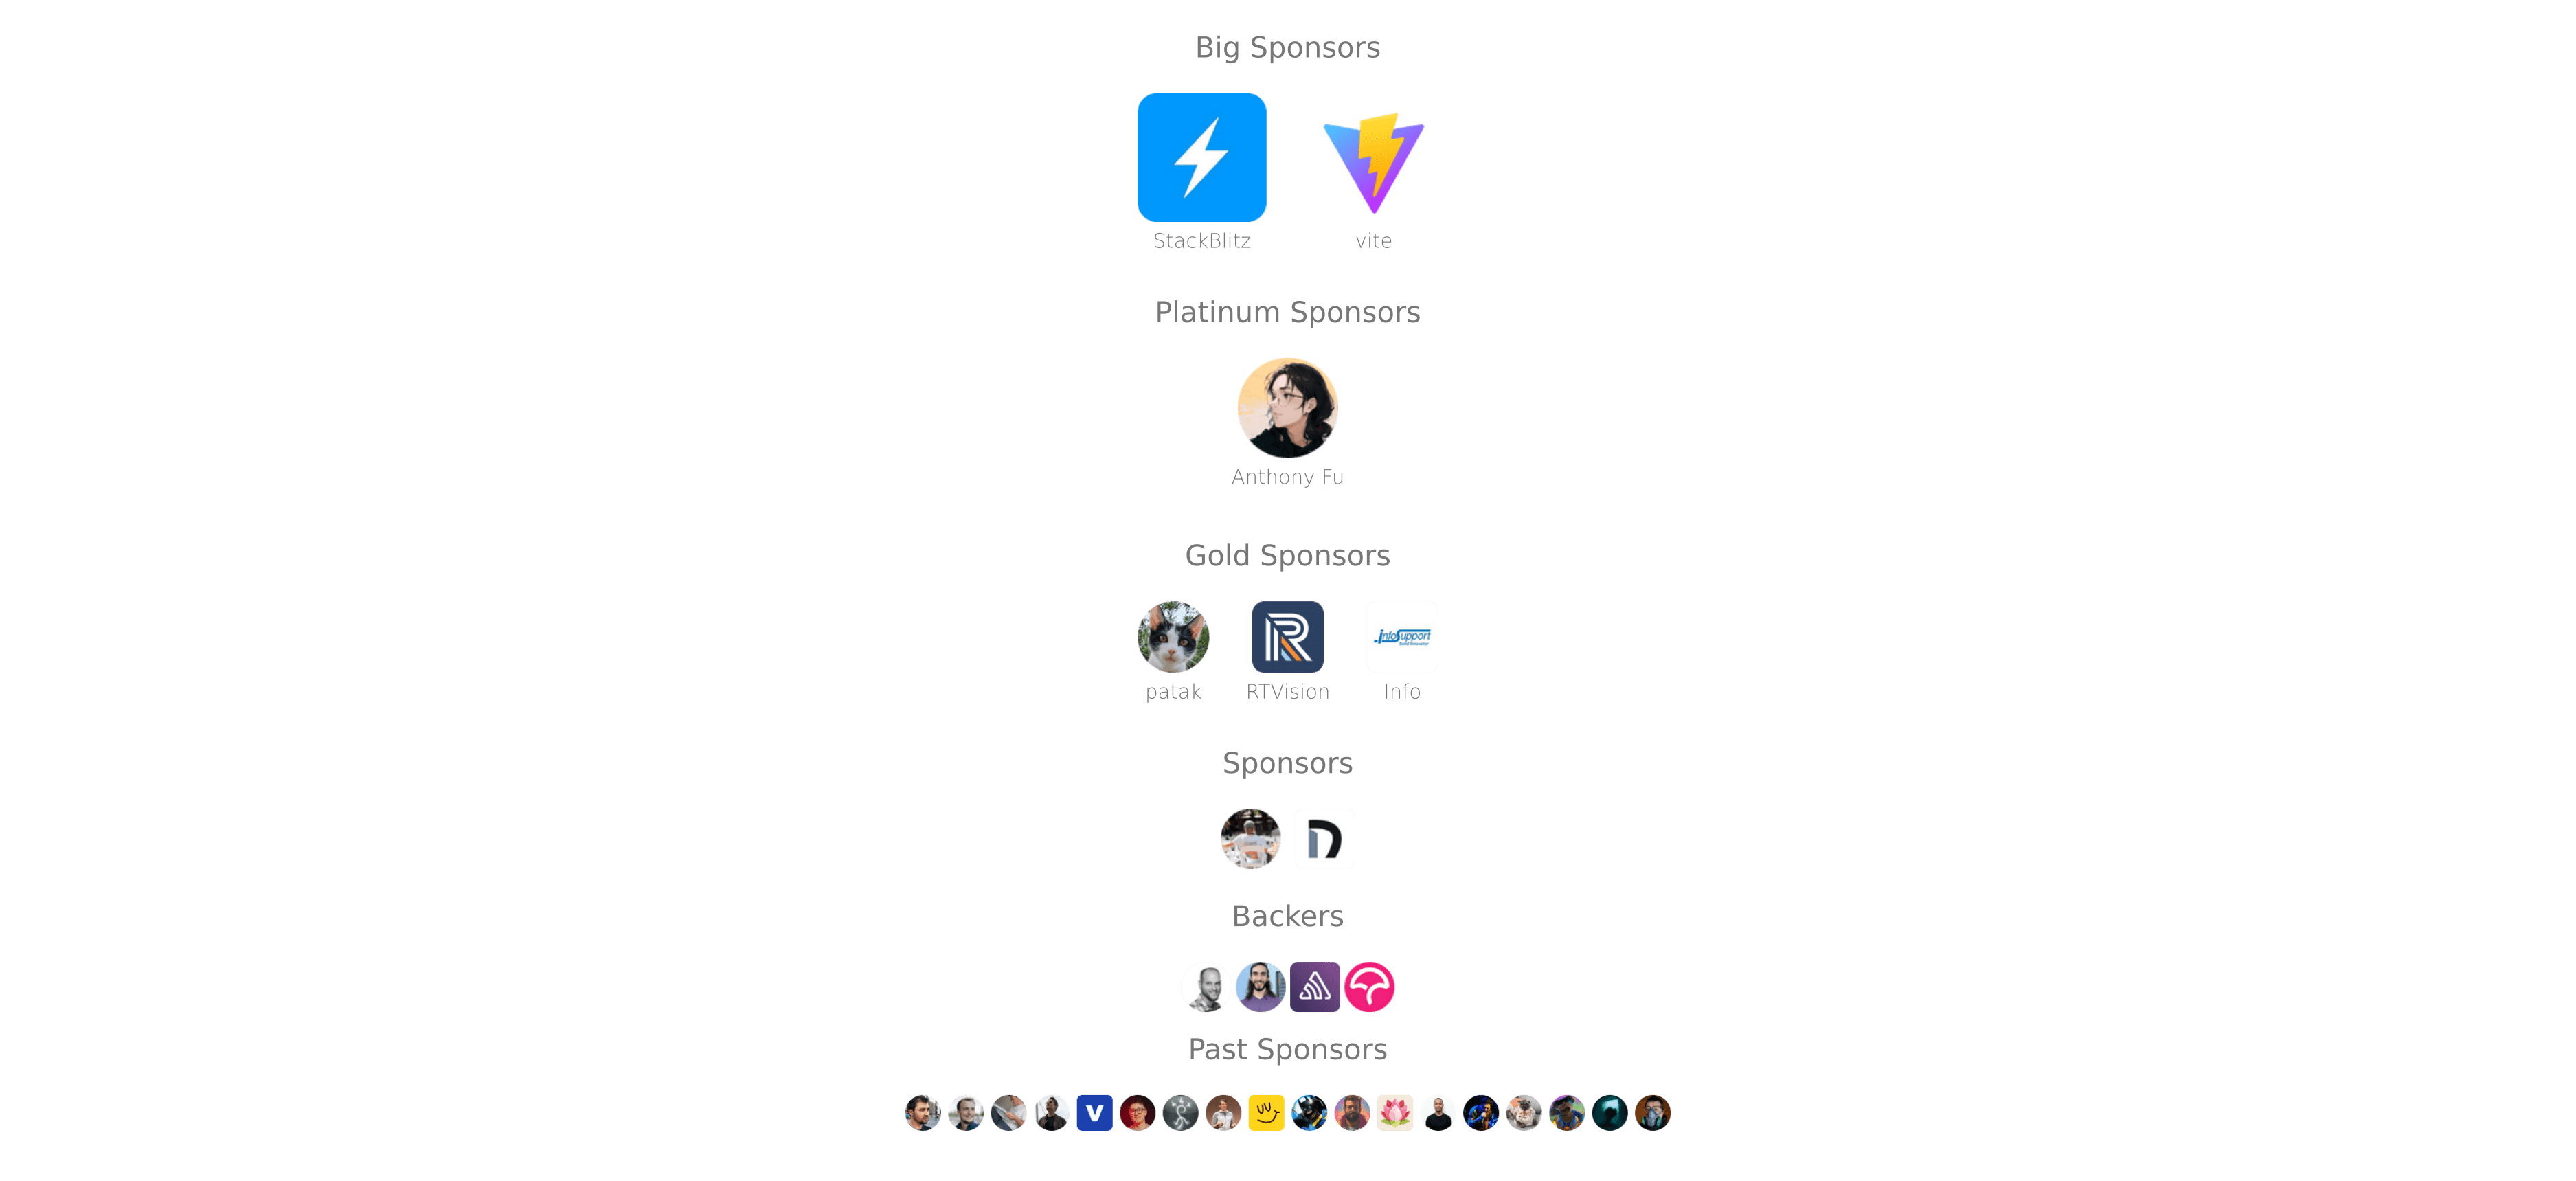 Big Sponsors
StackBlitz
vite
Platinum Sponsors
Anthony Fu
Gold Sponsors
infoSupport
patak
RTVision
Info
Sponsors
Backers
Past Sponsors
V